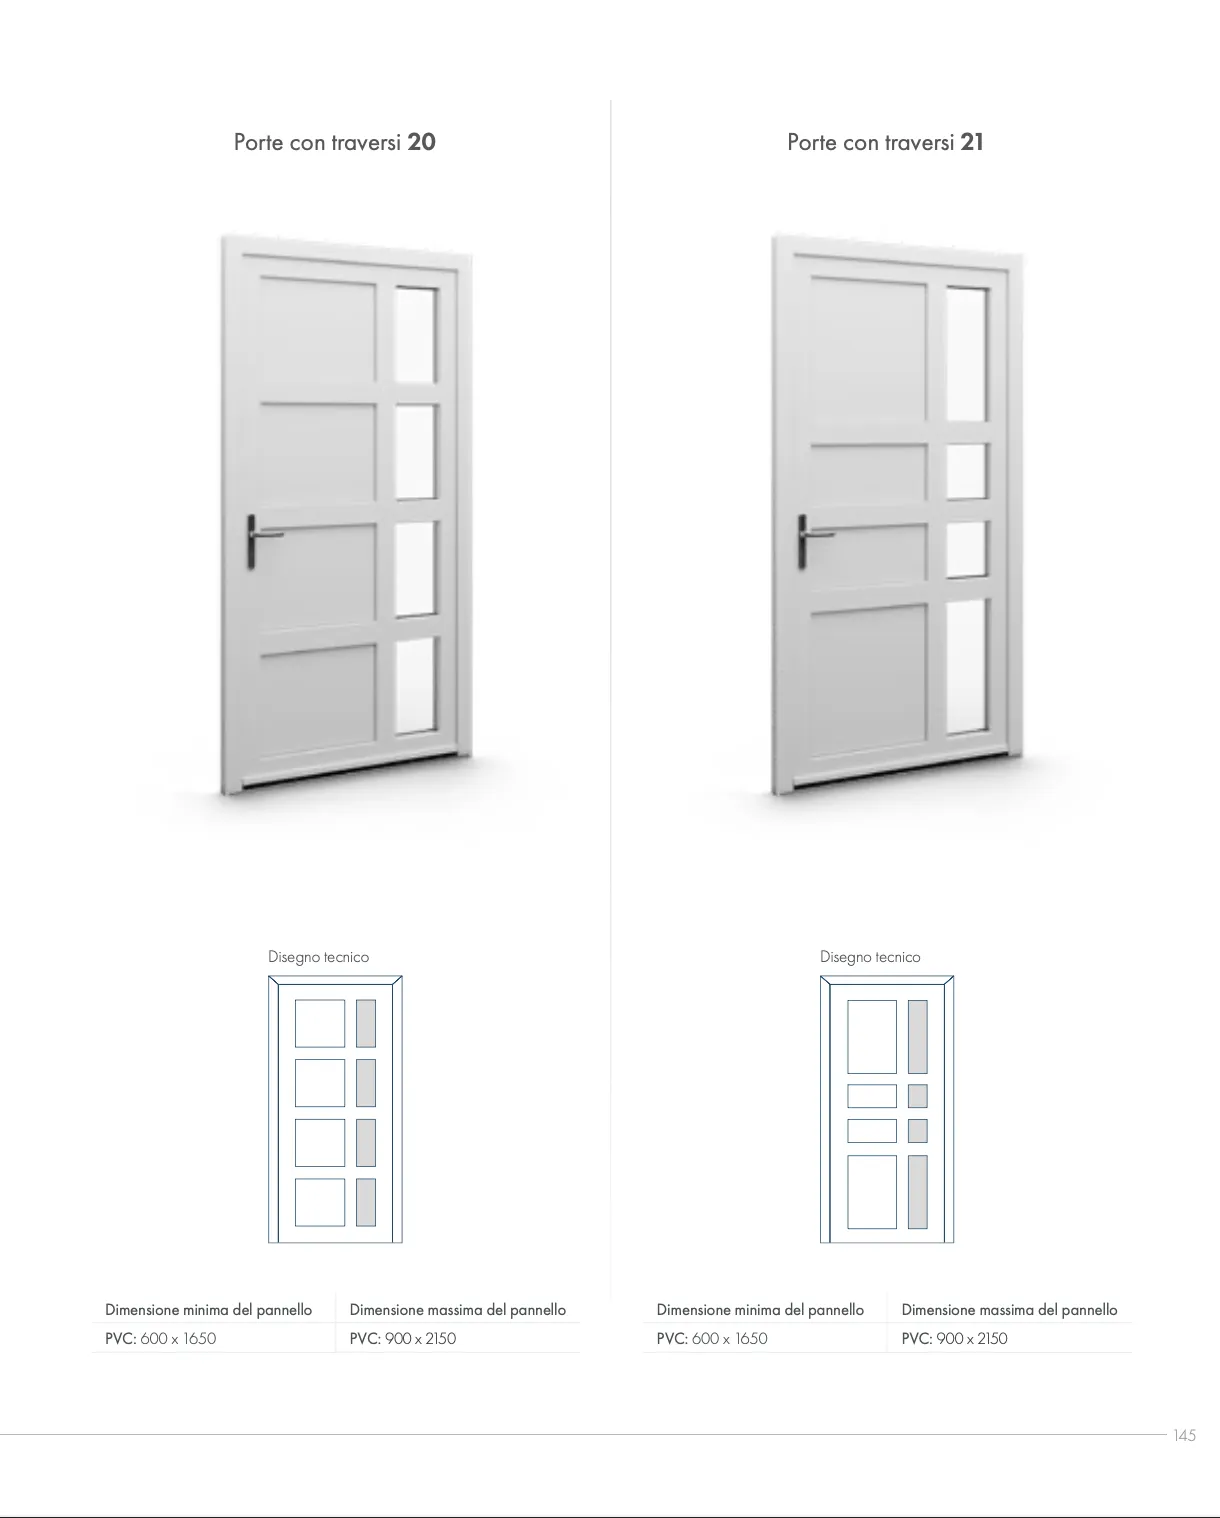 Porte con traversi 20
Disegno tecnico
Dimensione minima del pannello
Dimensione massima del pannello
PVC: 600 x 1650
PVC: 900 x 2150
Porte con traversi 21
Disegno tecnico
Dimensione minima del pannello
Dimensione massima del pannello
PVC: 600 x 1650
PVC: 900 x 2150
145